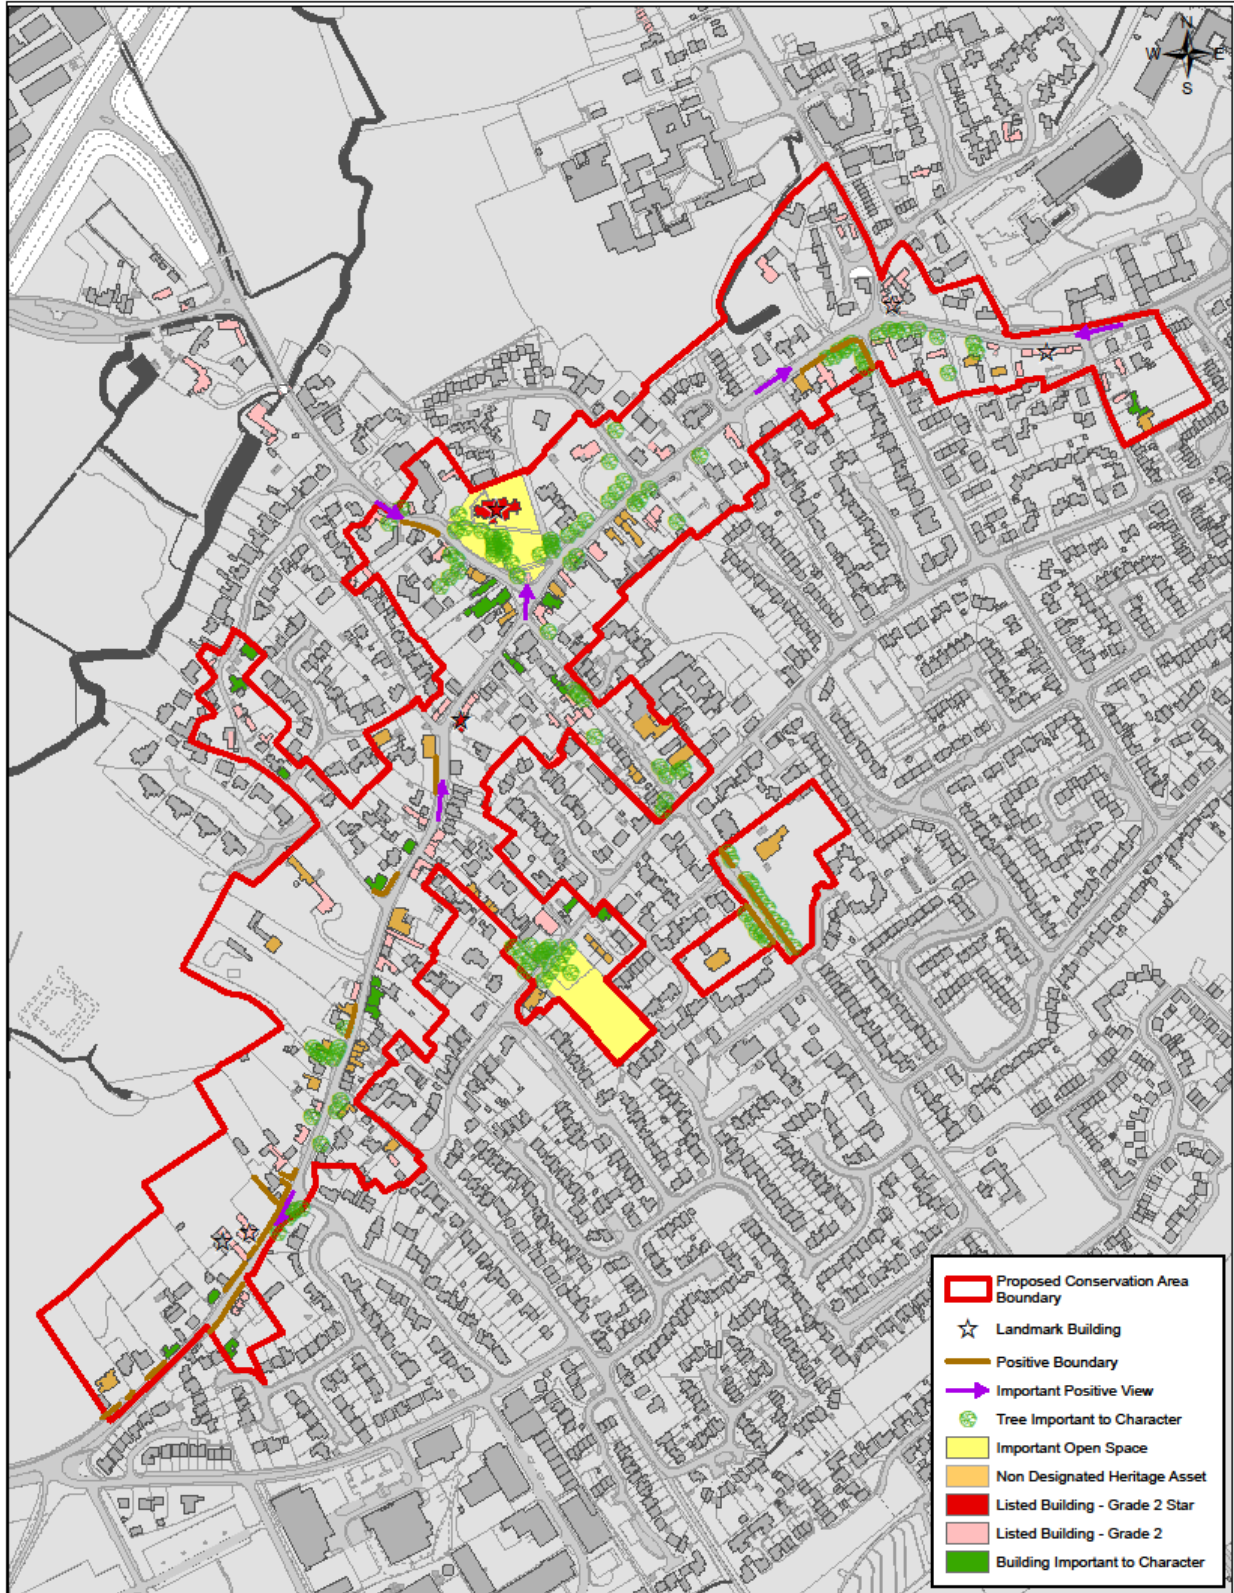 N
W E
S
Proposed Conservation Area
Boundary
Landmark Building
Positive Boundary
Important Positive View
Tree Important to Character
Important Open Space
Non Designated Heritage Asset
Listed Building - Grade 2 Star
Listed Building - Grade 2
Building Important to Character